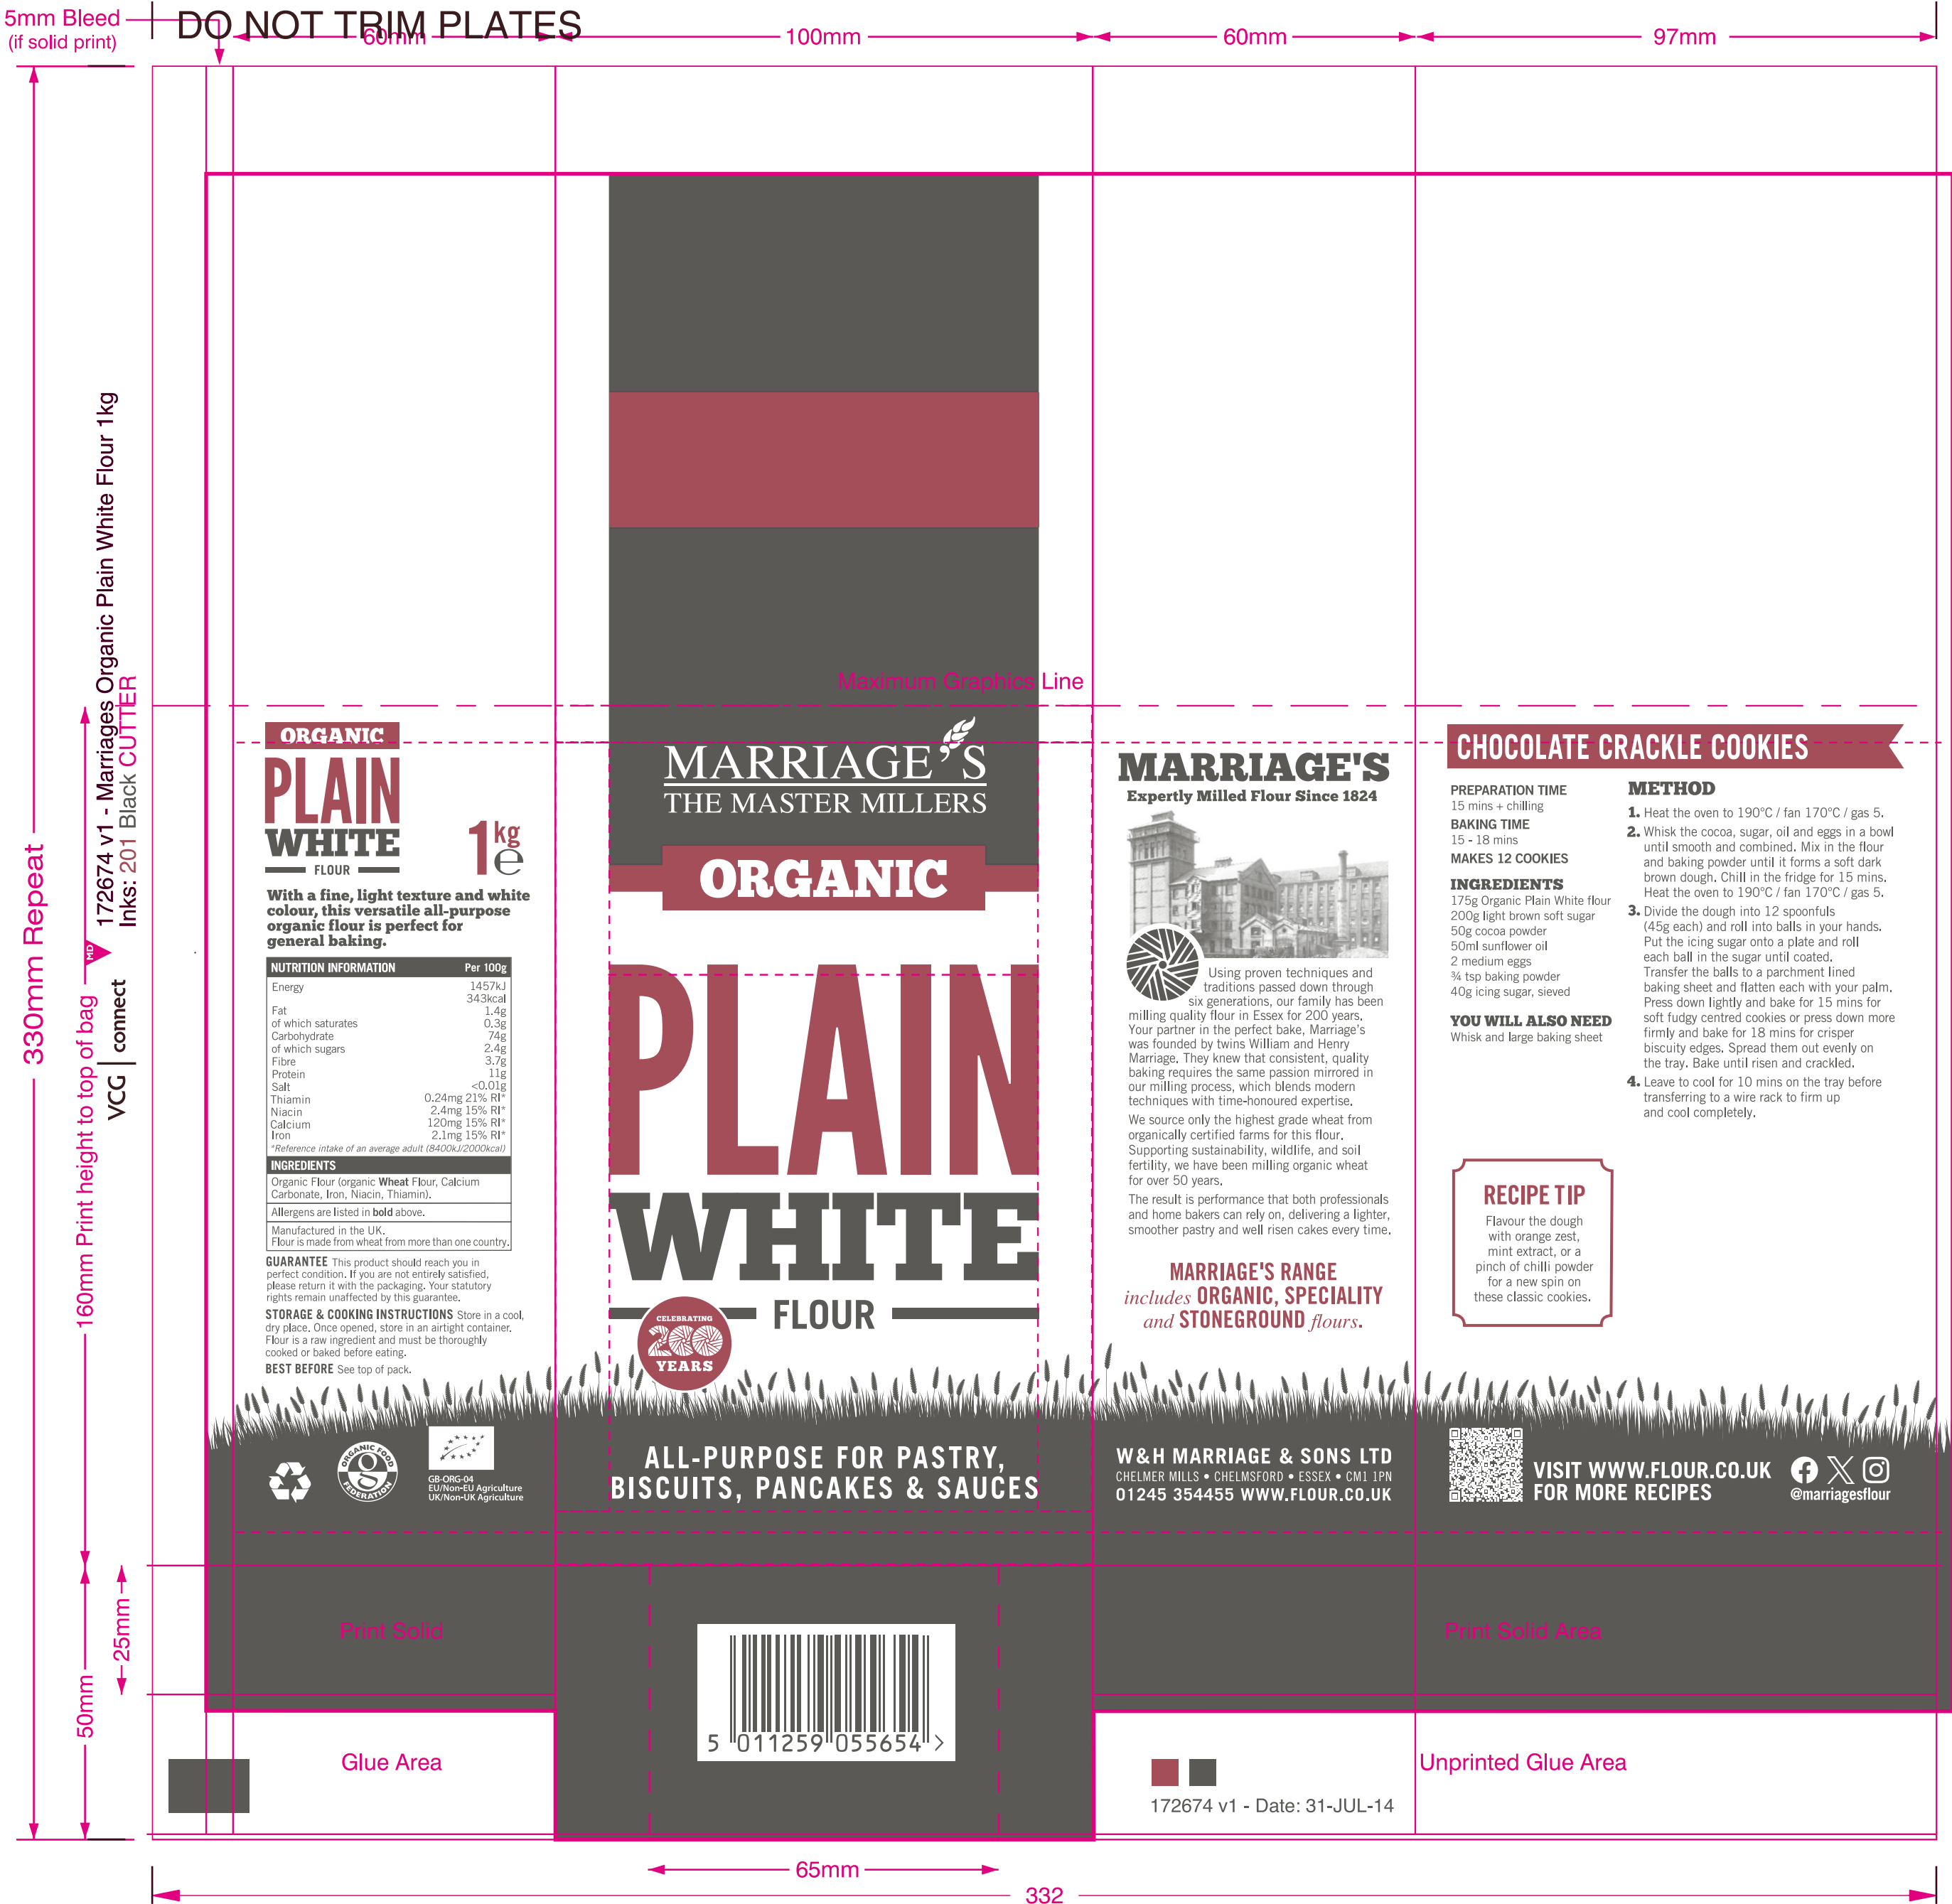 5mm Bleed
(if solid print)
DO NOT TRIM PLATES
60mm
100mm
60mm
97mm
330mm Repeat
160mm Print height to top of bag
50mm
25mm
172674 v1 - Marriages Organic Plain White Flour 1kg
Inks: 201 Black CUTTER
MD
VCG | connect
Maximum Graphics Line
ORGANIC
PLAIN
WHITE
FLOUR
1kg
e
With a fine, light texture and white
colour, this versatile all-purpose
organic flour is perfect for
general baking.
NUTRITION INFORMATION Per 100g
Energy 1457kJ
343kcal
Fat 1.4g
of which saturates 0.3g
Carbohydrate 74g
of which sugars 2.4g
Fibre 3.7g
Protein 11g
Salt <0.01g
Thiamin 0.24mg 21% RI*
Niacin 2.4mg 15% RI*
Calcium 120mg 15% RI*
Iron 2.1mg 15% RI*
*Reference intake of an average adult (8400kJ/2000kcal)
INGREDIENTS
Organic Flour (organic Wheat Flour, Calcium
Carbonate, Iron, Niacin, Thiamin).
Allergens are listed in bold above.
Manufactured in the UK.
Flour is made from wheat from more than one country.
GUARANTEE This product should reach you in
perfect condition. If you are not entirely satisfied,
please return it with the packaging. Your statutory
rights remain unaffected by this guarantee.
STORAGE & COOKING INSTRUCTIONS Store in a cool,
dry place. Once opened, store in an airtight container.
Flour is a raw ingredient and must be thoroughly
cooked or baked before eating.
BEST BEFORE See top of pack.
ORGANIC FOOD
FEDERATION
GB-ORG-04
EU/Non-EU Agriculture
UK/Non-UK Agriculture
Print Solid
Glue Area
MARRIAGE'S
THE MASTER MILLERS
ORGANIC
PLAIN
WHITE
FLOUR
CELEBRATING
200
YEARS
ALL-PURPOSE FOR PASTRY,
BISCUITS, PANCAKES & SAUCES
5 011259 055654 >
MARRIAGE'S
Expertly Milled Flour Since 1824
Using proven techniques and
traditions passed down through
six generations, our family has been
milling quality flour in Essex for 200 years.
Your partner in the perfect bake, Marriage's
was founded by twins William and Henry
Marriage. They knew that consistent, quality
baking requires the same passion mirrored in
our milling process, which blends modern
techniques with time-honoured expertise.
We source only the highest grade wheat from
organically certified farms for this flour.
Supporting sustainability, wildlife, and soil
fertility, we have been milling organic wheat
for over 50 years.
The result is performance that both professionals
and home bakers can rely on, delivering a lighter,
smoother pastry and well risen cakes every time.
MARRIAGE'S RANGE
includes ORGANIC, SPECIALITY
and STONEGROUND flours.
W&H MARRIAGE & SONS LTD
CHELMER MILLS • CHELMSFORD • ESSEX • CM1 1PN
01245 354455 WWW.FLOUR.CO.UK
172674 v1 - Date: 31-JUL-14
CHOCOLATE CRACKLE COOKIES
PREPARATION TIME
15 mins + chilling
BAKING TIME
15 - 18 mins
MAKES 12 COOKIES
INGREDIENTS
175g Organic Plain White flour
200g light brown soft sugar
50g cocoa powder
50ml sunflower oil
2 medium eggs
¾ tsp baking powder
40g icing sugar, sieved
YOU WILL ALSO NEED
Whisk and large baking sheet
METHOD
1. Heat the oven to 190°C / fan 170°C / gas 5.
2. Whisk the cocoa, sugar, oil and eggs in a bowl
until smooth and combined. Mix in the flour
and baking powder until it forms a soft dark
brown dough. Chill in the fridge for 15 mins.
Heat the oven to 190°C / fan 170°C / gas 5.
3. Divide the dough into 12 spoonfuls
(45g each) and roll into balls in your hands.
Put the icing sugar onto a plate and roll
each ball in the sugar until coated.
Transfer the balls to a parchment lined
baking sheet and flatten each with your palm.
Press down lightly and bake for 15 mins for
soft fudgy centred cookies or press down more
firmly and bake for 18 mins for crisper
biscuity edges. Spread them out evenly on
the tray. Bake until risen and crackled.
4. Leave to cool for 10 mins on the tray before
transferring to a wire rack to firm up
and cool completely.
RECIPE TIP
Flavour the dough
with orange zest,
mint extract, or a
pinch of chilli powder
for a new spin on
these classic cookies.
VISIT WWW.FLOUR.CO.UK
FOR MORE RECIPES
@marriagesflour
Print Solid Area
Unprinted Glue Area
65mm
332